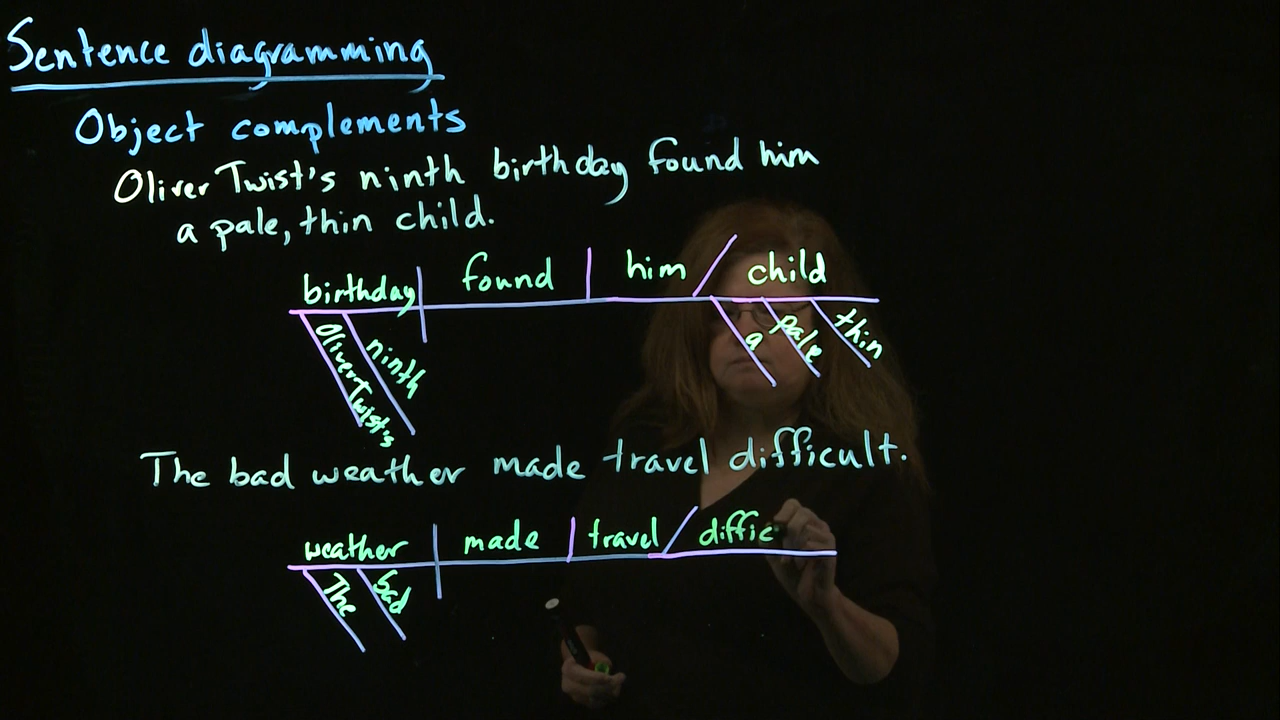 Sentence diagramming
Object complements
Oliver Twist's ninth birthday found him
a pale, thin child.
birthday found him child
Oliver Twist's ninth a pale thin
The bad weather made travel difficult.
weather made travel diffic
The bad